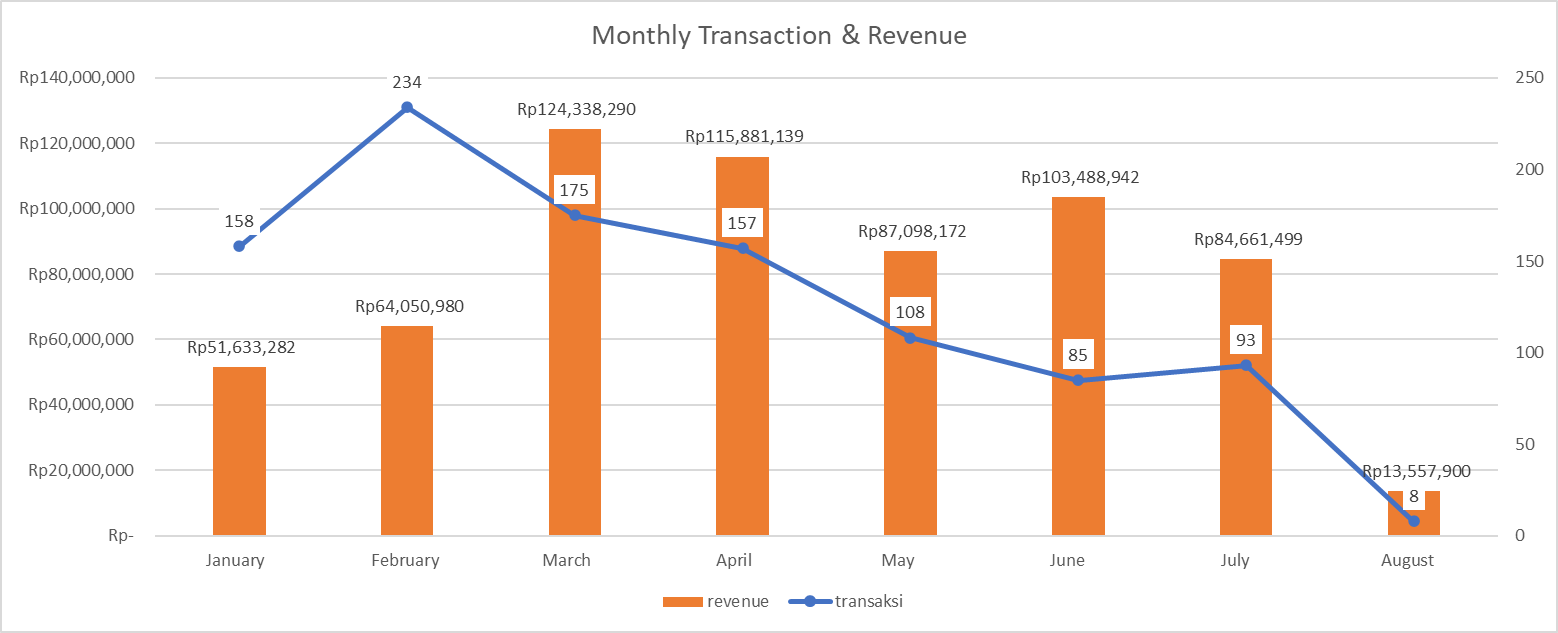 Monthly Transaction & Revenue
Rp140,000,000
Rp120,000,000
Rp100,000,000
Rp80,000,000
Rp60,000,000
Rp40,000,000
Rp20,000,000
Rp-
250
200
150
100
50
0
Rp51,633,282
Rp64,050,980
Rp124,338,290
Rp115,881,139
Rp87,098,172
Rp103,488,942
Rp84,661,499
Rp13,557,900
158
234
175
157
108
85
93
8
January
February
March
April
May
June
July
August
revenue
transaksi